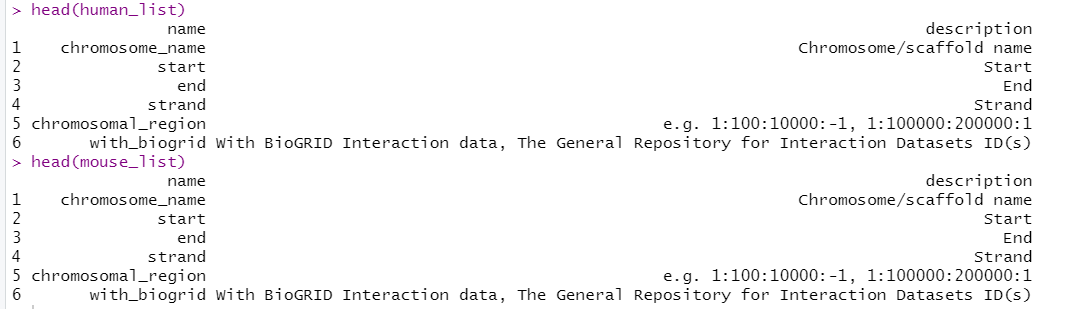 > head(human_list)
name description
1 chromosome_name Chromosome/scaffold name
2 start Start
3 end End
4 strand Strand
5 chromosomal_region e.g. 1:100:10000:-1, 1:100000:200000:1
6 with_biogrid With BioGRID Interaction data, The General Repository for Interaction Datasets ID(s)
> head(mouse_list)
name description
1 chromosome_name Chromosome/scaffold name
2 start Start
3 end End
4 strand Strand
5 chromosomal_region e.g. 1:100:10000:-1, 1:100000:200000:1
6 with_biogrid With BioGRID Interaction data, The General Repository for Interaction Datasets ID(s)